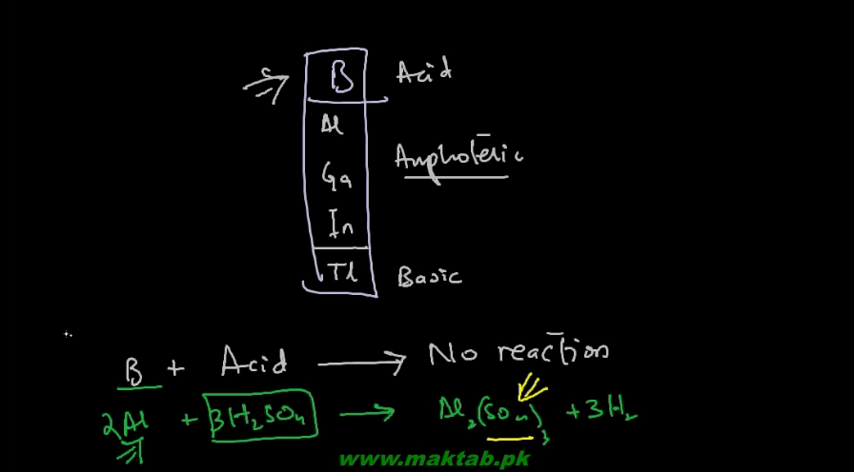 B Acid
Al
Amphoteric
Ga
In
Tl Basic
B + Acid → No reaction
2Al + 3H₂SO₄ → Al₂(SO₄)₃ + 3H₂
www.maktab.pk